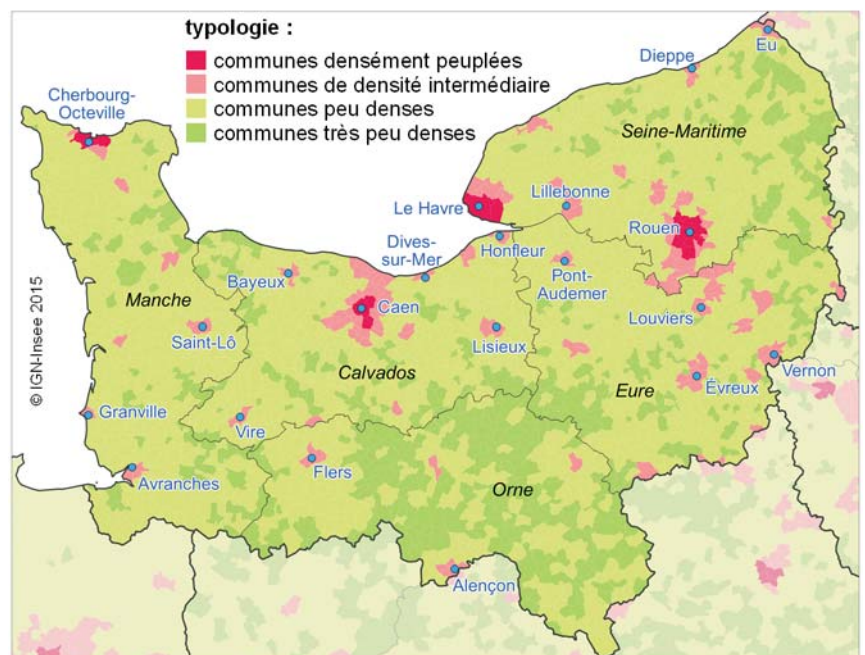 typologie :
communes densément peuplées
communes de densité intermédiaire
communes peu denses
communes très peu denses
Cherbourg-
Octeville
Dieppe
Eu
Seine-Maritime
Le Havre
Lillebonne
Rouen
Honfleur
Dives-
sur-Mer
Bayeux
Pont-
Audemer
Manche
Caen
Louviers
Saint-Lô
Lisieux
Calvados
Vernon
Eure
Évreux
Granville
Vire
Flers
Avranches
Orne
Alençon
© IGN-Insee 2015